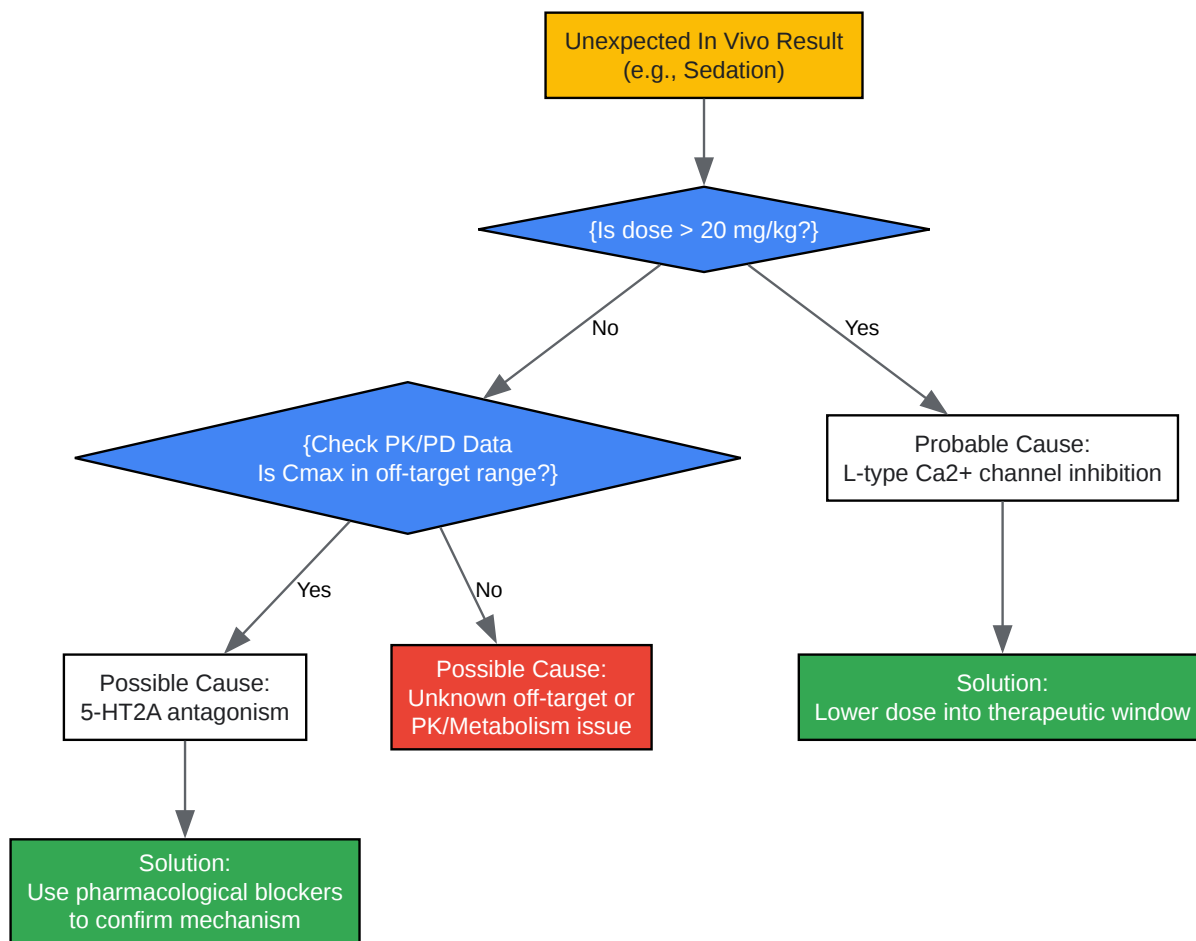 Unexpected In Vivo Result
(e.g., Sedation)
{Is dose > 20 mg/kg?}
No
Yes
{Check PK/PD Data
Is Cmax in off-target range?}
Probable Cause:
L-type Ca2+ channel inhibition
Yes
No
Possible Cause:
5-HT2A antagonism
Possible Cause:
Unknown off-target or
PK/Metabolism issue
Solution:
Lower dose into therapeutic window
Solution:
Use pharmacological blockers
to confirm mechanism